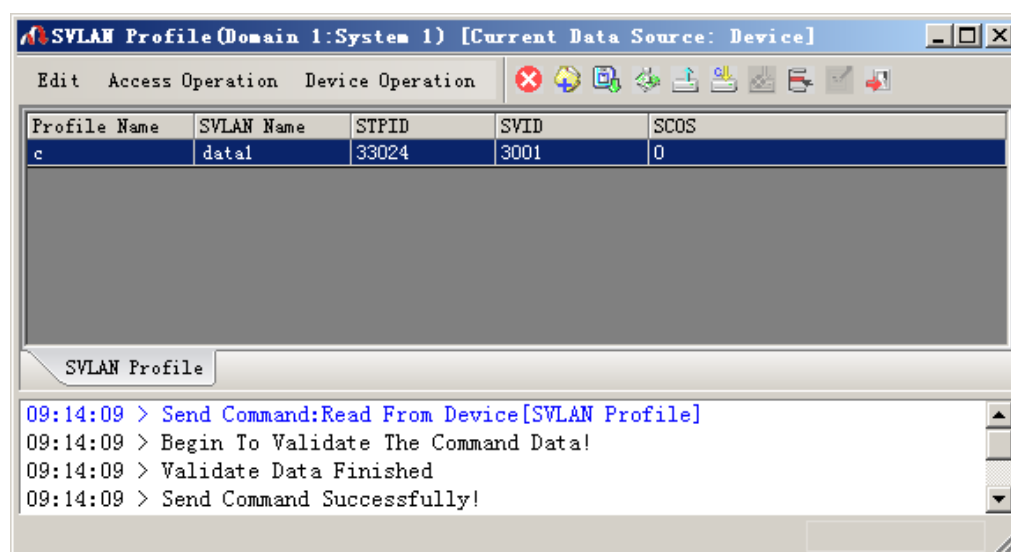 SVLAN Profile(Domain 1:System 1) [Current Data Source: Device]
Edit Access Operation Device Operation
Profile Name SVLAN Name STPID SVID SCOS
c data1 33024 3001 0
SVLAN Profile
09:14:09 > Send Command:Read From Device[SVLAN Profile]
09:14:09 > Begin To Validate The Command Data!
09:14:09 > Validate Data Finished
09:14:09 > Send Command Successfully!